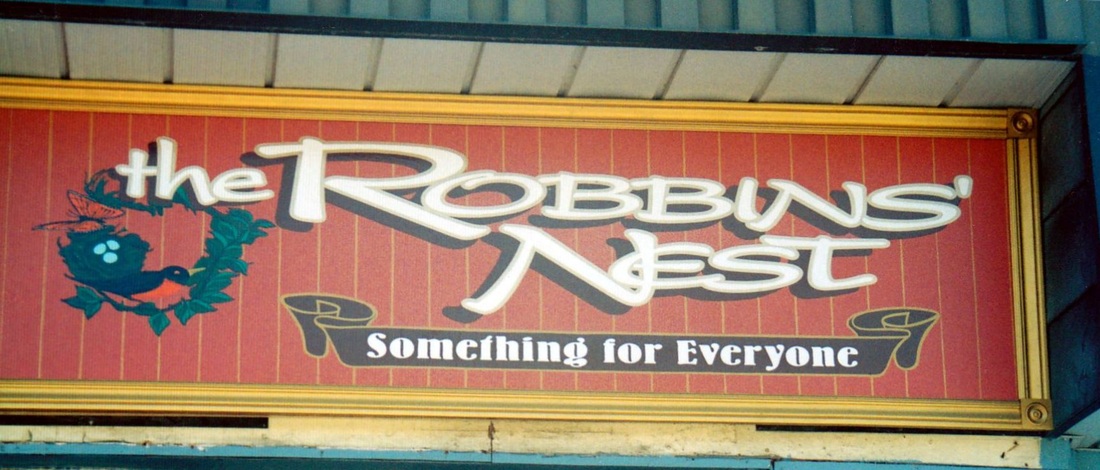 the ROBBINS'
NEST
Something for Everyone